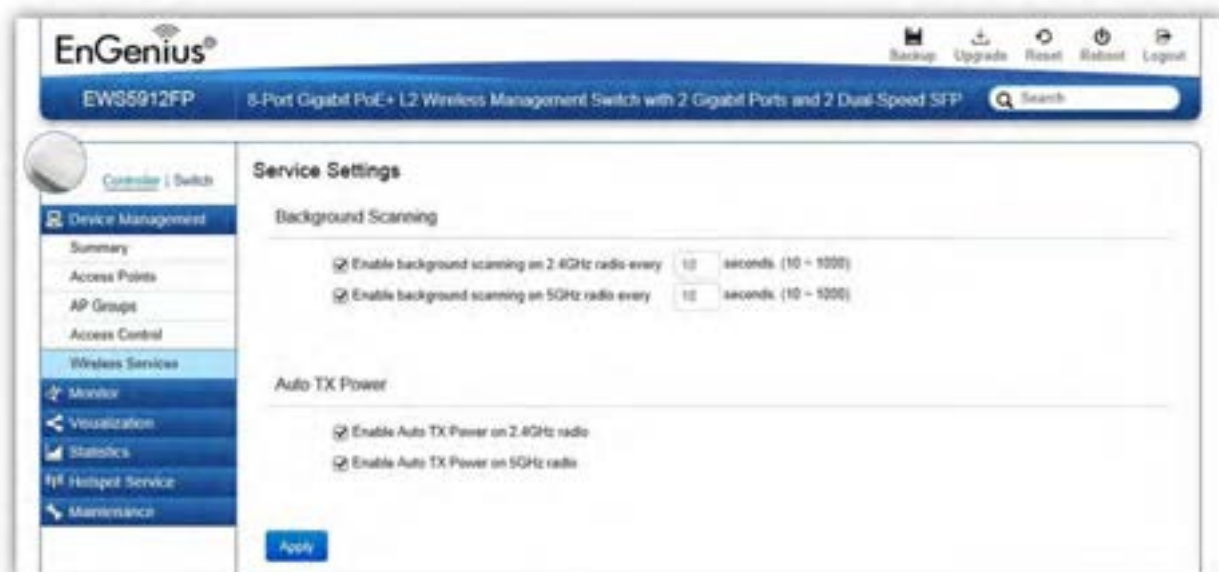 EnGenius®
Backup Upgrade Reset Reboot Logout
EWS5912FP 8-Port Gigabit PoE+ L2 Wireless Management Switch with 2 Gigabit Ports and 2 Dual-Speed SFP Search
Controller | Switch
Service Settings
Device Management
Background Scanning
Summary
Enable background scanning on 2.4GHz radio every 10 seconds. (10 ~ 1000)
Access Points
Enable background scanning on 5GHz radio every 10 seconds. (10 ~ 1000)
AP Groups
Access Control
Wireless Services
Auto TX Power
Monitor
Visualization
Enable Auto TX Power on 2.4GHz radio
Statistics
Enable Auto TX Power on 5GHz radio
Hotspot Service
Maintenance
Apply